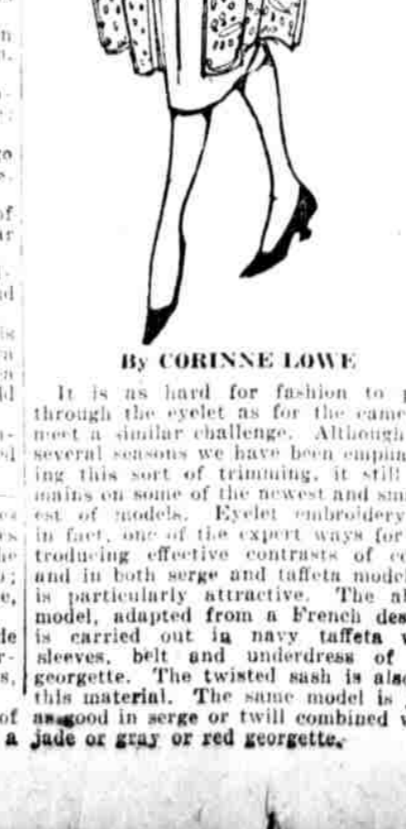 By CORINNE LOWE
It is as hard for fashion to p
through the eyelet as for the came
meet a similar challenge. Although
several seasons we have been emplo
ing this sort of trimming, it still
mains on some of the newest and sm
est of models. Eyelet embroidery
in fact, one of the expert ways for
troducing effective contrasts of co
and in both serge and taffeta model
is particularly attractive. The a
model, adapted from a French des
is carried out in navy taffeta w
sleeves, belt and underdress of
georgette. The twisted sash is also
this material. The same model is
as good in serge or twill combined w
jade or gray or red georgette.